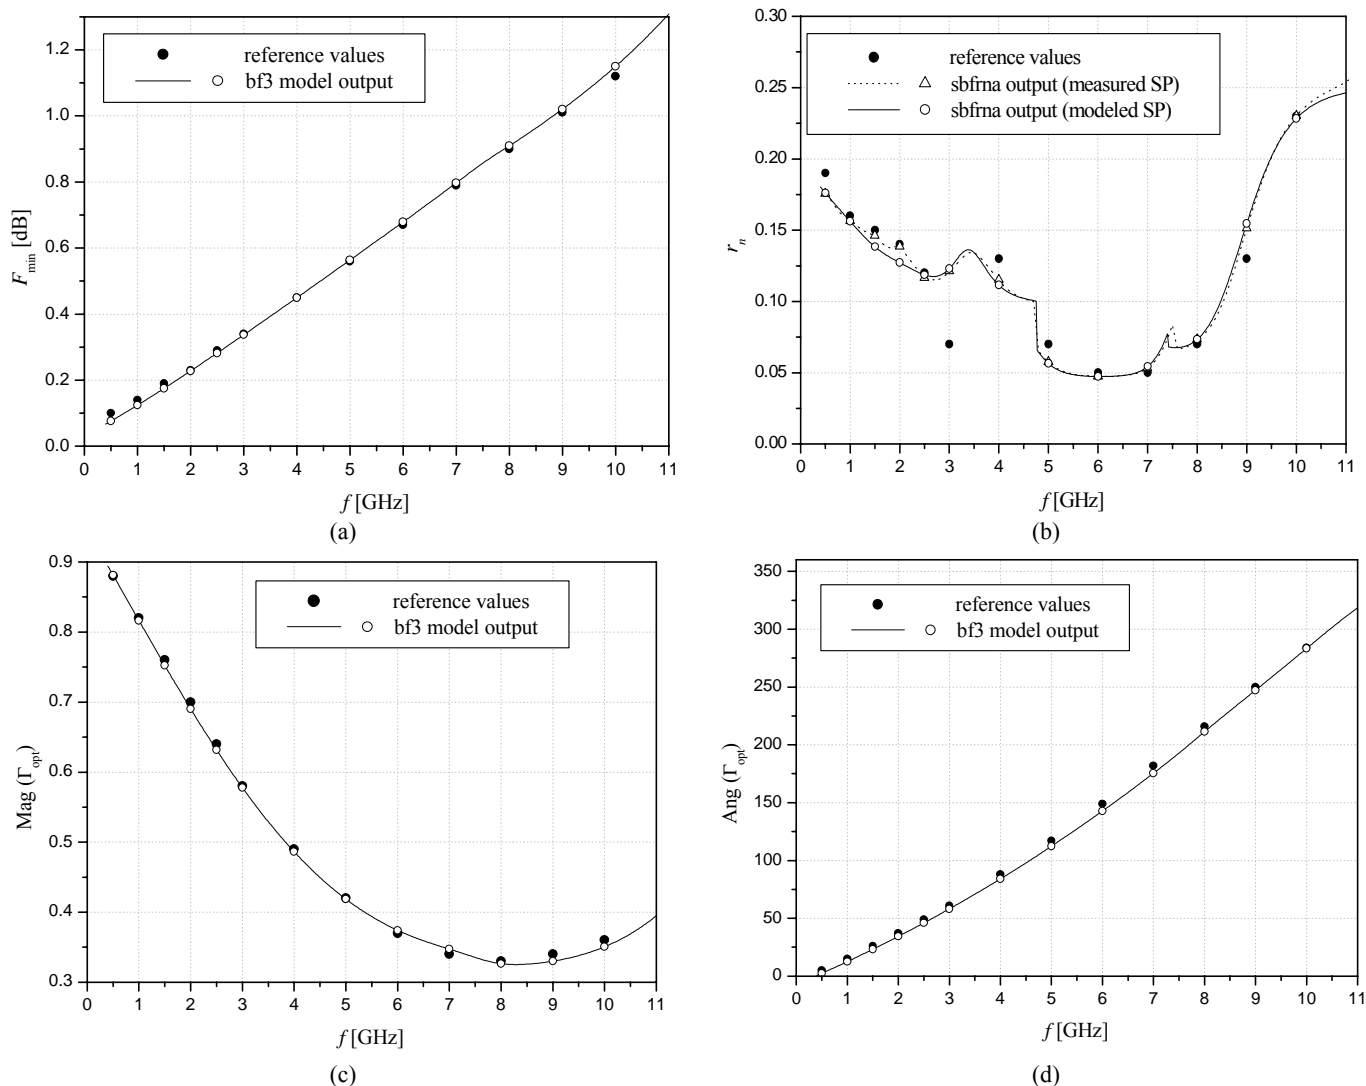 1.2
1.0
0.8
0.6
0.4
0.2
0.0
F_min [dB]
reference values
bf3 model output
0 1 2 3 4 5 6 7 8 9 10 11
f [GHz]
(a)
0.30
0.25
0.20
0.15
0.10
0.05
0.00
r_n
reference values
sbfrna output (measured SP)
sbfrna output (modeled SP)
0 1 2 3 4 5 6 7 8 9 10 11
f [GHz]
(b)
0.9
0.8
0.7
0.6
0.5
0.4
0.3
Mag (Γ_opt)
reference values
bf3 model output
0 1 2 3 4 5 6 7 8 9 10 11
f [GHz]
(c)
350
300
250
200
150
100
50
0
Ang (Γ_opt)
reference values
bf3 model output
0 1 2 3 4 5 6 7 8 9 10 11
f [GHz]
(d)